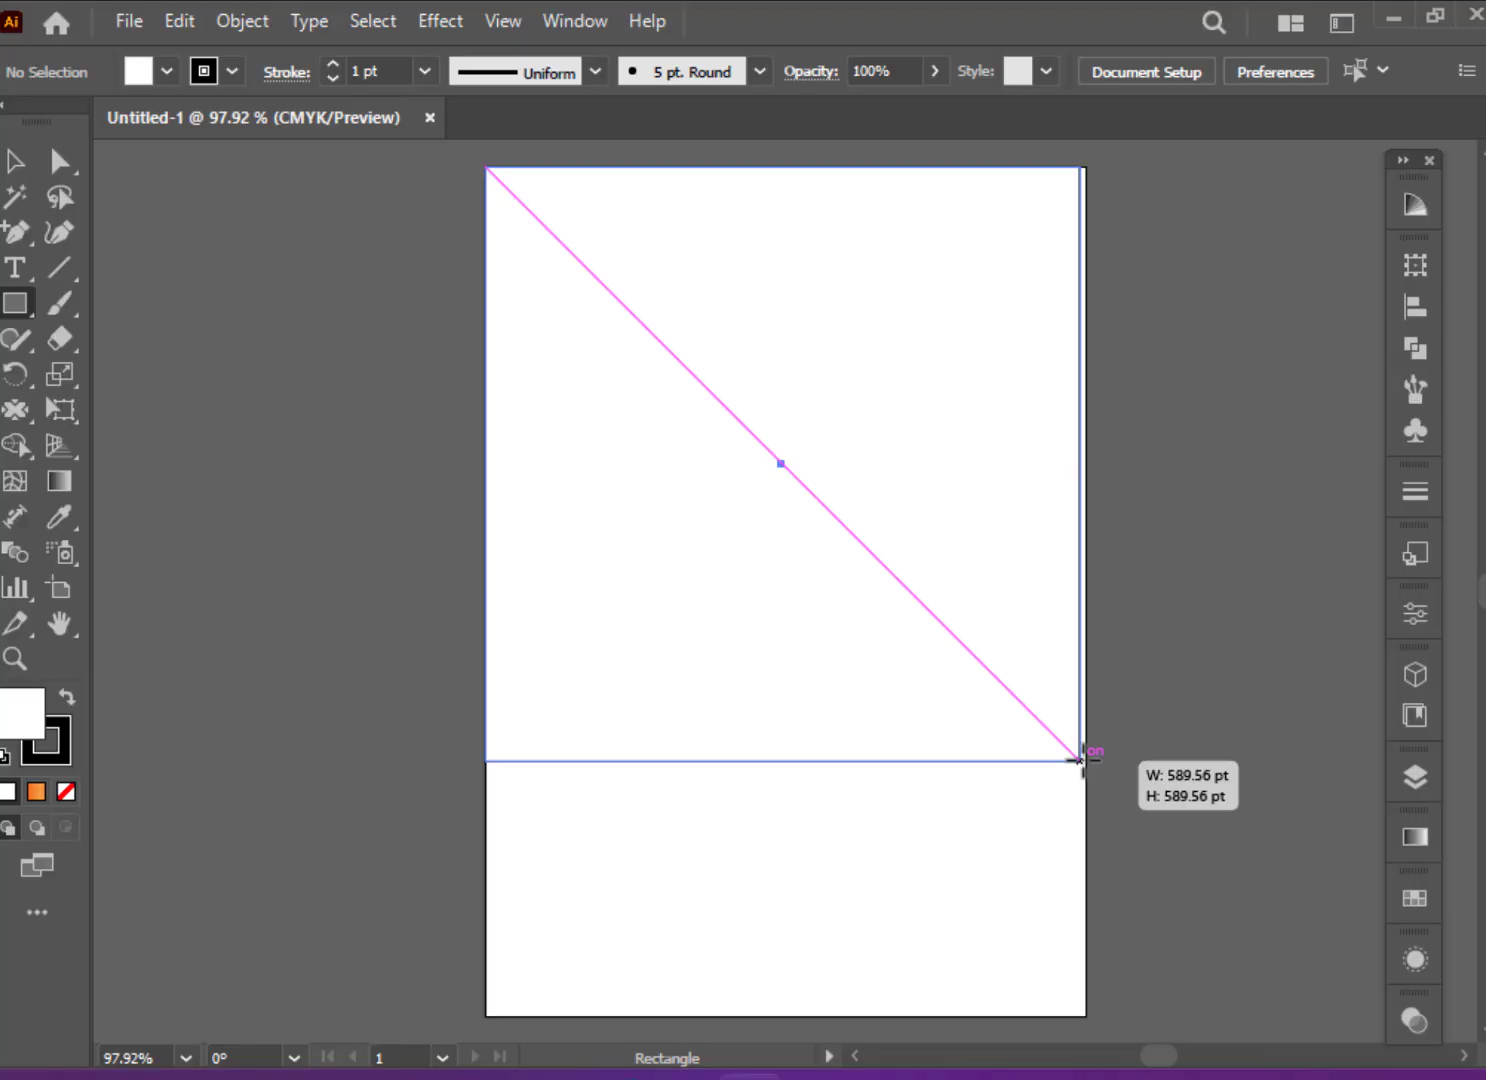 Ai File Edit Object Type Select Effect View Window Help
No Selection Stroke: 1 pt Uniform 5 pt. Round Opacity: 100% Style: Document Setup Preferences
Untitled-1 @ 97.92 % (CMYK/Preview)
T
on
W: 589.56 pt
H: 589.56 pt
97.92% 0° 1 Rectangle